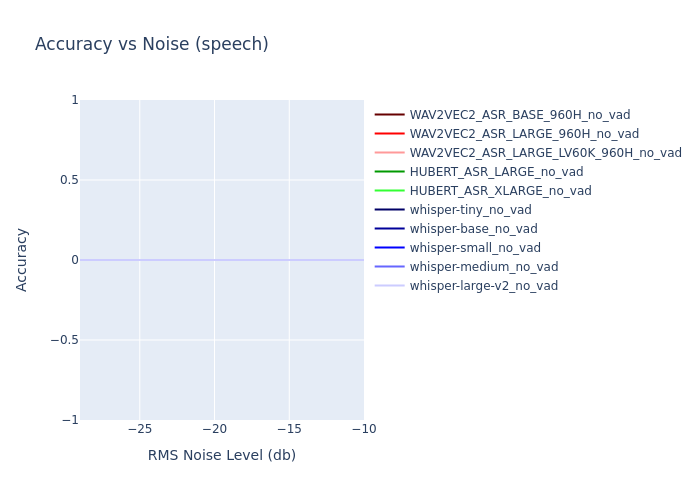 Accuracy vs Noise (speech)
1
0.5
0
−0.5
−1
Accuracy
−25
−20
−15
−10
RMS Noise Level (db)
WAV2VEC2_ASR_BASE_960H_no_vad
WAV2VEC2_ASR_LARGE_960H_no_vad
WAV2VEC2_ASR_LARGE_LV60K_960H_no_vad
HUBERT_ASR_LARGE_no_vad
HUBERT_ASR_XLARGE_no_vad
whisper-tiny_no_vad
whisper-base_no_vad
whisper-small_no_vad
whisper-medium_no_vad
whisper-large-v2_no_vad